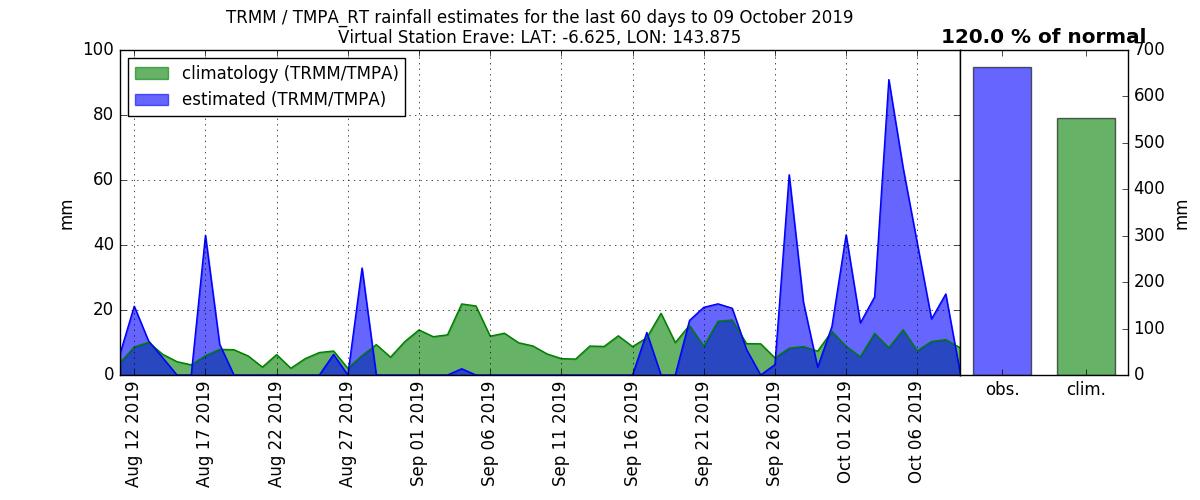 TRMM / TMPA_RT rainfall estimates for the last 60 days to 09 October 2019
Virtual Station Erave: LAT: -6.625, LON: 143.875
120.0 % of normal
climatology (TRMM/TMPA)
estimated (TRMM/TMPA)
mm
100
80
60
40
20
0
Aug 12 2019
Aug 17 2019
Aug 22 2019
Aug 27 2019
Sep 01 2019
Sep 06 2019
Sep 11 2019
Sep 16 2019
Sep 21 2019
Sep 26 2019
Oct 01 2019
Oct 06 2019
obs.
clim.
700
600
500
400
300
200
100
0
mm